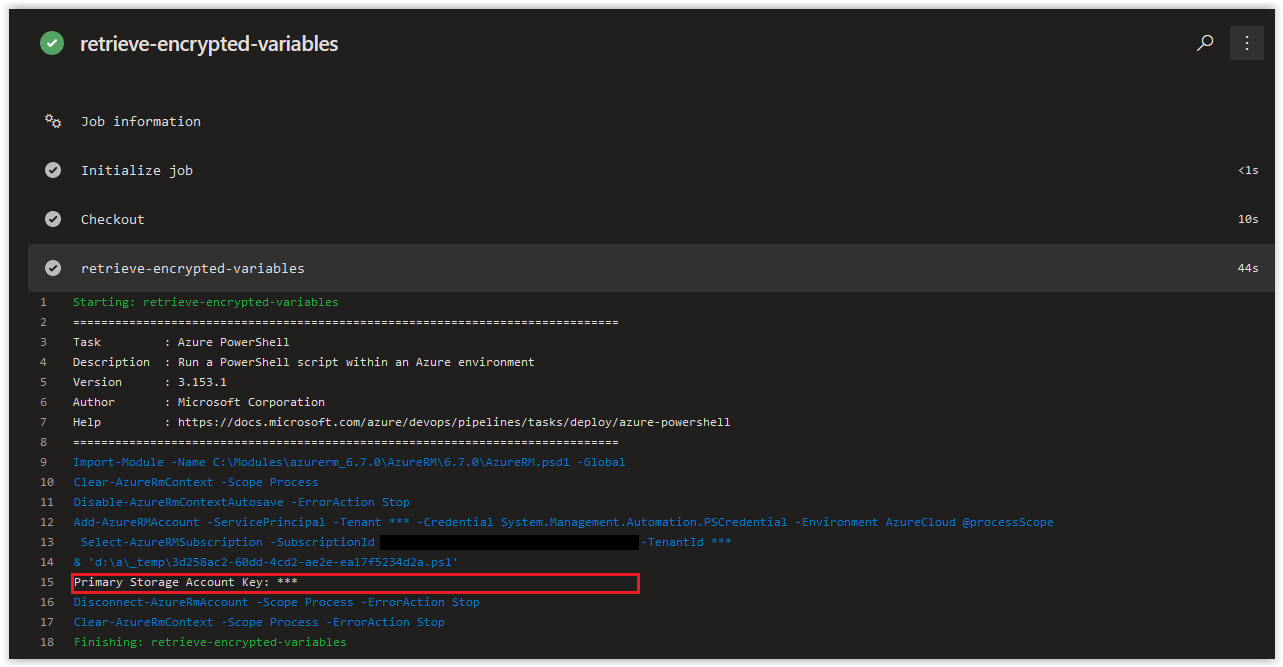 retrieve-encrypted-variables
Job information
Initialize job <1s
Checkout 10s
retrieve-encrypted-variables 44s
1 Starting: retrieve-encrypted-variables
2 ==============================================================================
3 Task : Azure PowerShell
4 Description : Run a PowerShell script within an Azure environment
5 Version : 3.153.1
6 Author : Microsoft Corporation
7 Help : https://docs.microsoft.com/azure/devops/pipelines/tasks/deploy/azure-powershell
8 ==============================================================================
9 Import-Module -Name C:\Modules\azurerm_6.7.0\AzureRM\6.7.0\AzureRM.psd1 -Global
10 Clear-AzureRmContext -Scope Process
11 Disable-AzureRmContextAutosave -ErrorAction Stop
12 Add-AzureRMAccount -ServicePrincipal -Tenant *** -Credential System.Management.Automation.PSCredential -Environment AzureCloud @processScope
13 Select-AzureRMSubscription -SubscriptionId -TenantId ***
14 & 'd:\a\_temp\3d258ac2-60dd-4cd2-ae2e-ea17f5234d2a.ps1'
15 Primary Storage Account Key: ***
16 Disconnect-AzureRmAccount -Scope Process -ErrorAction Stop
17 Clear-AzureRmContext -Scope Process -ErrorAction Stop
18 Finishing: retrieve-encrypted-variables